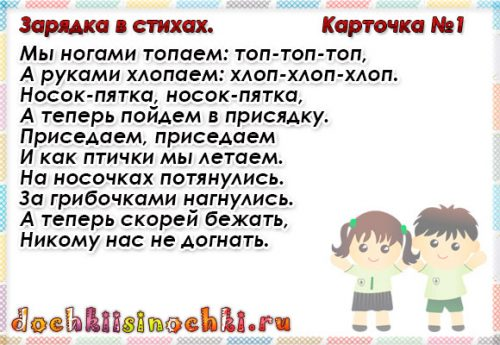 Зарядка в стихах. Карточка №1
Мы ногами топаем: топ-топ-топ,
А руками хлопаем: хлоп-хлоп-хлоп.
Носок-пятка, носок-пятка,
А теперь пойдем в присядку.
Приседаем, приседаем
И как птички мы летаем.
На носочках потянулись.
За грибочками нагнулись.
А теперь скорей бежать,
Никому нас не догнать.
dochkiisinochki.ru